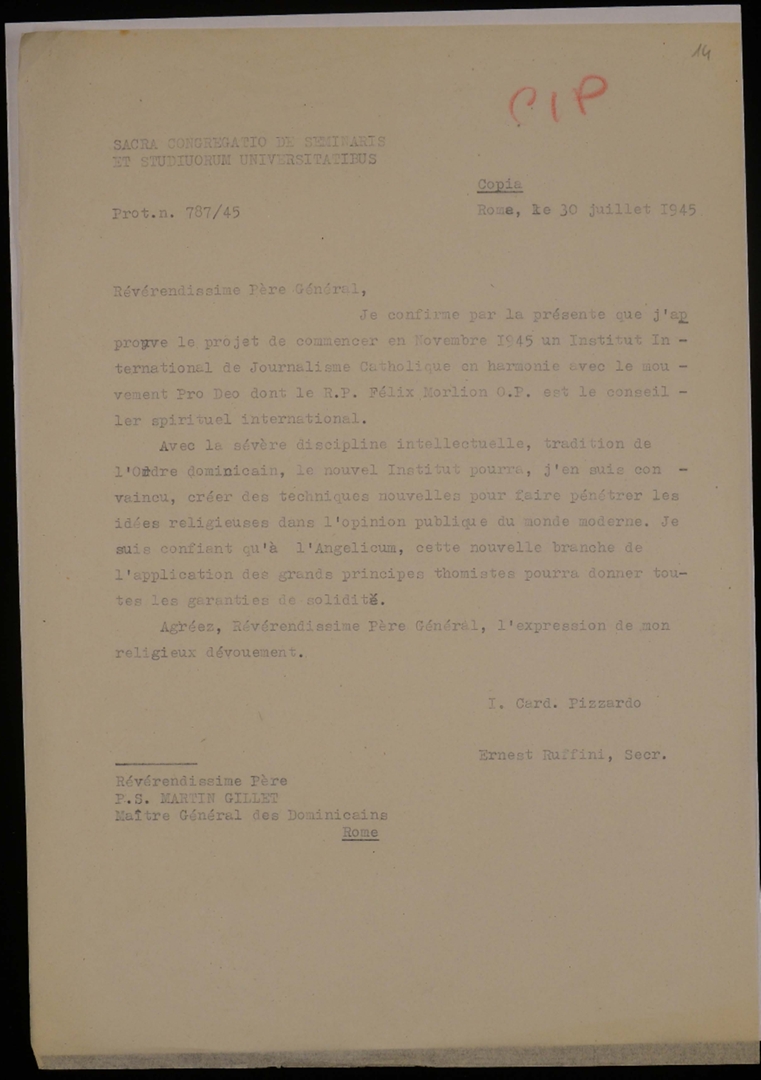 14
CIP
SACRA CONGREGATIO DE SEMINARIS
ET STUDIUORUM UNIVERSITATIBUS
Copia
Prot.n. 787/45
Rome, le 30 juillet 1945
Révérendissime Père Général,
Je confirme par la présente que j'ap
prouve le projet de commencer en Novembre 1945 un Institut In -
ternational de Journalisme Catholique en harmonie avec le mou -
vement Pro Deo dont le R.P. Félix Morlion O.P. est le conseil -
ler spirituel international.
Avec la sévère discipline intellectuelle, tradition de
l'Ordre dominicain, le nouvel Institut pourra, j'en suis con -
vaincu, créer des techniques nouvelles pour faire pénétrer les
idées religieuses dans l'opinion publique du monde moderne. Je
suis confiant qu'à l'Angelicum, cette nouvelle branche de
l'application des grands principes thomistes pourra donner tou-
tes les garanties de solidité.
Agréez, Révérendissime Père Général, l'expression de mon
religieux dévouement.
I. Card. Pizzardo
Ernest Ruffini, Secr.
Révérendissime Père
P.S. MARTIN GILLET
Maître Général des Dominicains
Rome